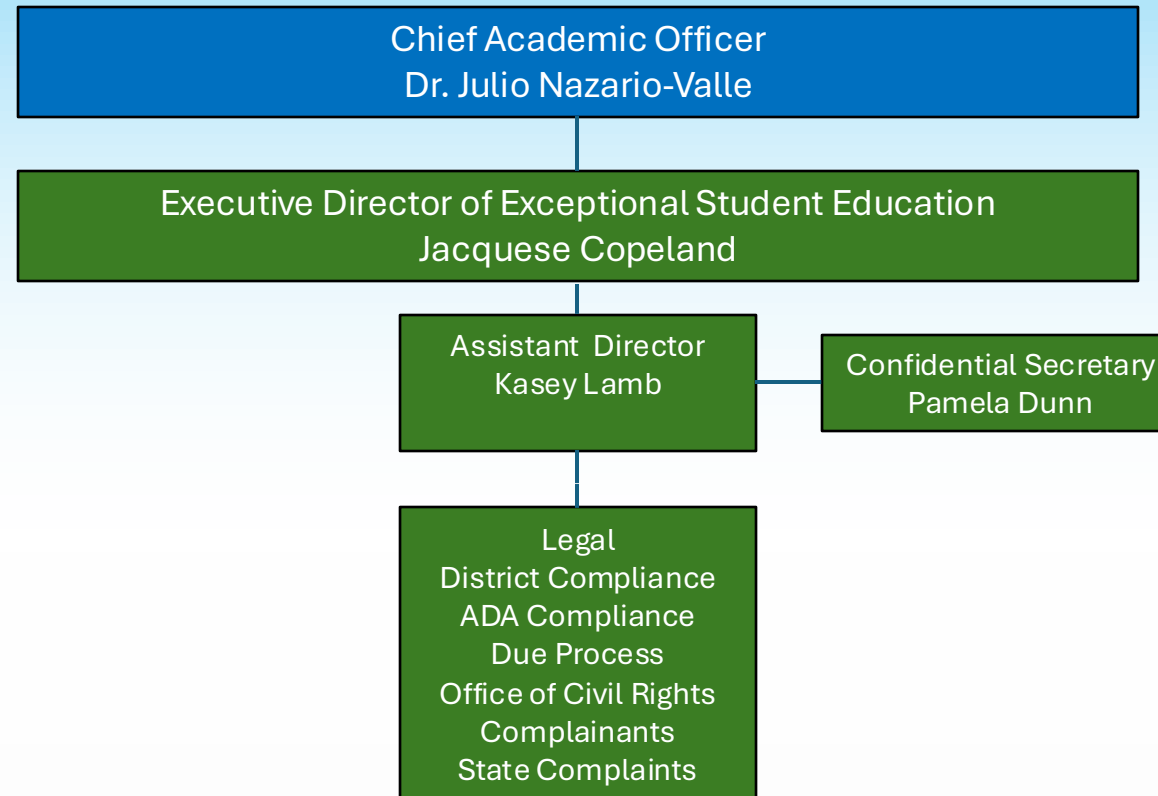 Chief Academic Officer
Dr. Julio Nazario-Valle
Executive Director of Exceptional Student Education
Jacquese Copeland
Assistant Director
Kasey Lamb
Confidential Secretary
Pamela Dunn
Legal
District Compliance
ADA Compliance
Due Process
Office of Civil Rights
Complainants
State Complaints